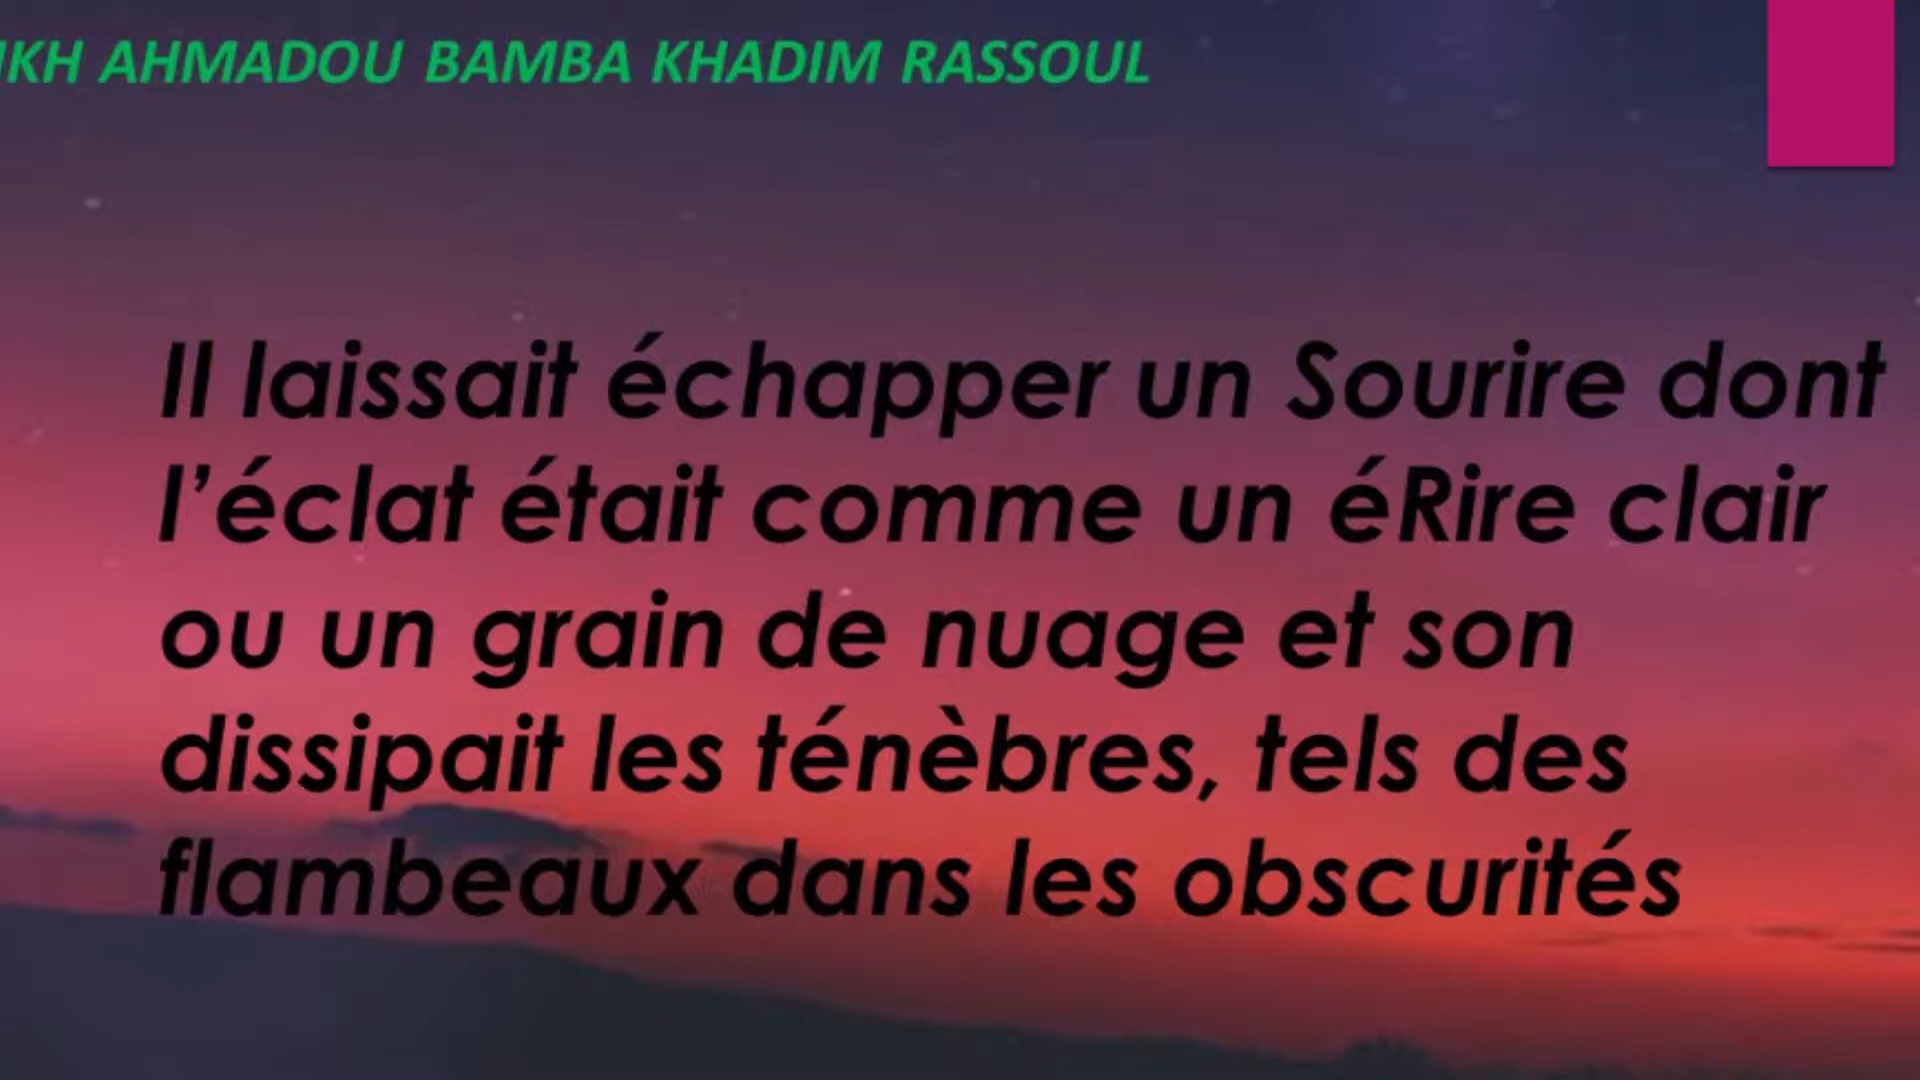 IKH AHMADOU BAMBA KHADIM RASSOUL
Il laissait échapper un Sourire dont
l’éclat était comme un éRire clair
ou un grain de nuage et son
dissipait les ténèbres, tels des
flambeaux dans les obscurités